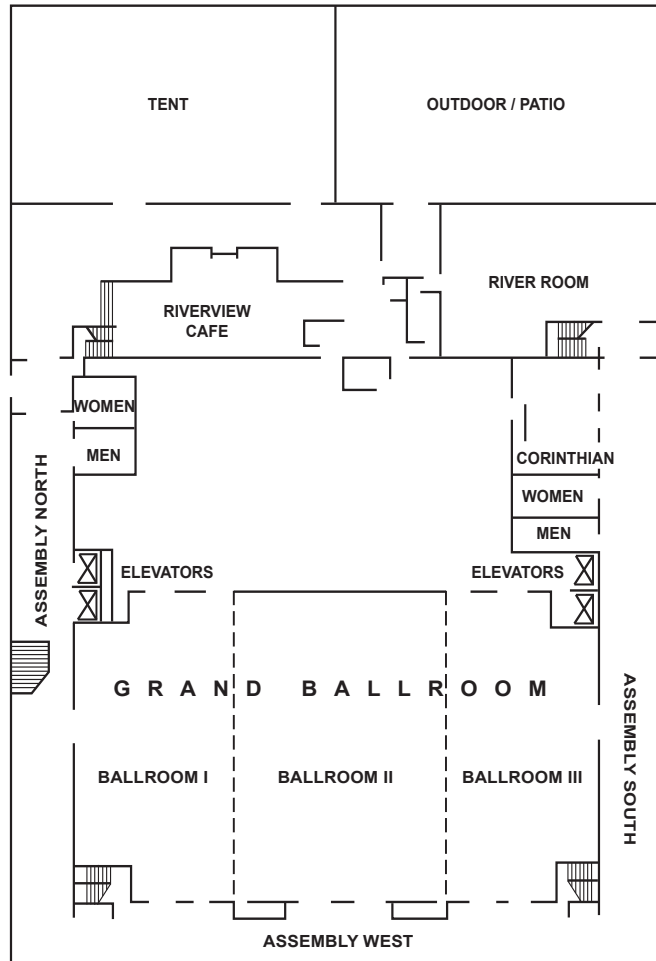 TENT
OUTDOOR / PATIO
RIVER ROOM
RIVERVIEW
CAFE
WOMEN
MEN
CORINTHIAN
WOMEN
MEN
ASSEMBLY NORTH
ELEVATORS
ELEVATORS
GRAND BALLROOM
BALLROOM I
BALLROOM II
BALLROOM III
ASSEMBLY SOUTH
ASSEMBLY WEST